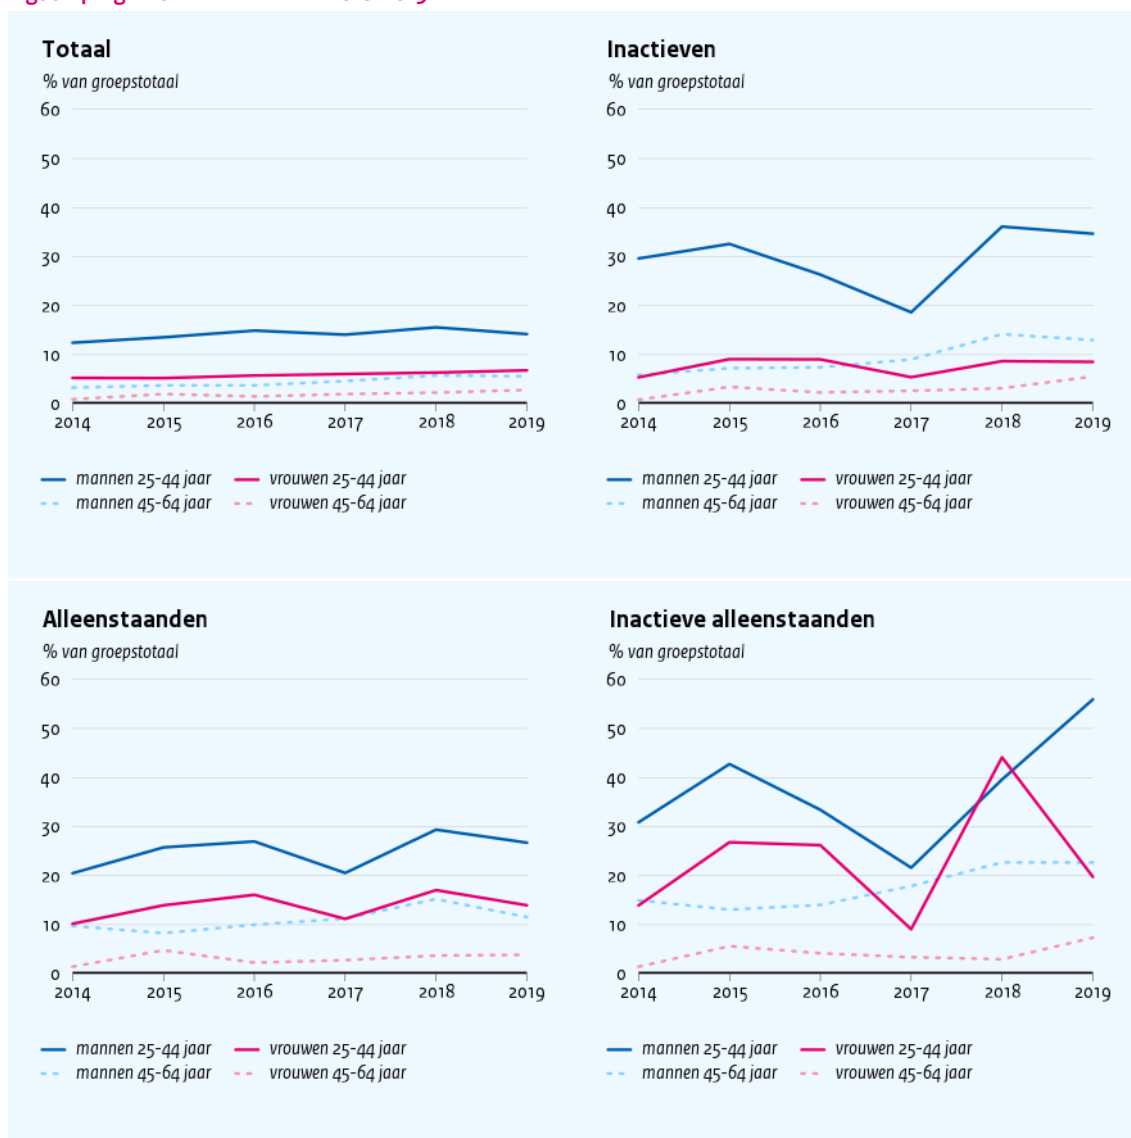 Totaal
% van groepstotaal
60
50
40
30
20
10
0
2014 2015 2016 2017 2018 2019
mannen 25-44 jaar vrouwen 25-44 jaar
mannen 45-64 jaar vrouwen 45-64 jaar
Inactieven
% van groepstotaal
60
50
40
30
20
10
0
2014 2015 2016 2017 2018 2019
mannen 25-44 jaar vrouwen 25-44 jaar
mannen 45-64 jaar vrouwen 45-64 jaar
Alleenstaanden
% van groepstotaal
60
50
40
30
20
10
0
2014 2015 2016 2017 2018 2019
mannen 25-44 jaar vrouwen 25-44 jaar
mannen 45-64 jaar vrouwen 45-64 jaar
Inactieve alleenstaanden
% van groepstotaal
60
50
40
30
20
10
0
2014 2015 2016 2017 2018 2019
mannen 25-44 jaar vrouwen 25-44 jaar
mannen 45-64 jaar vrouwen 45-64 jaar